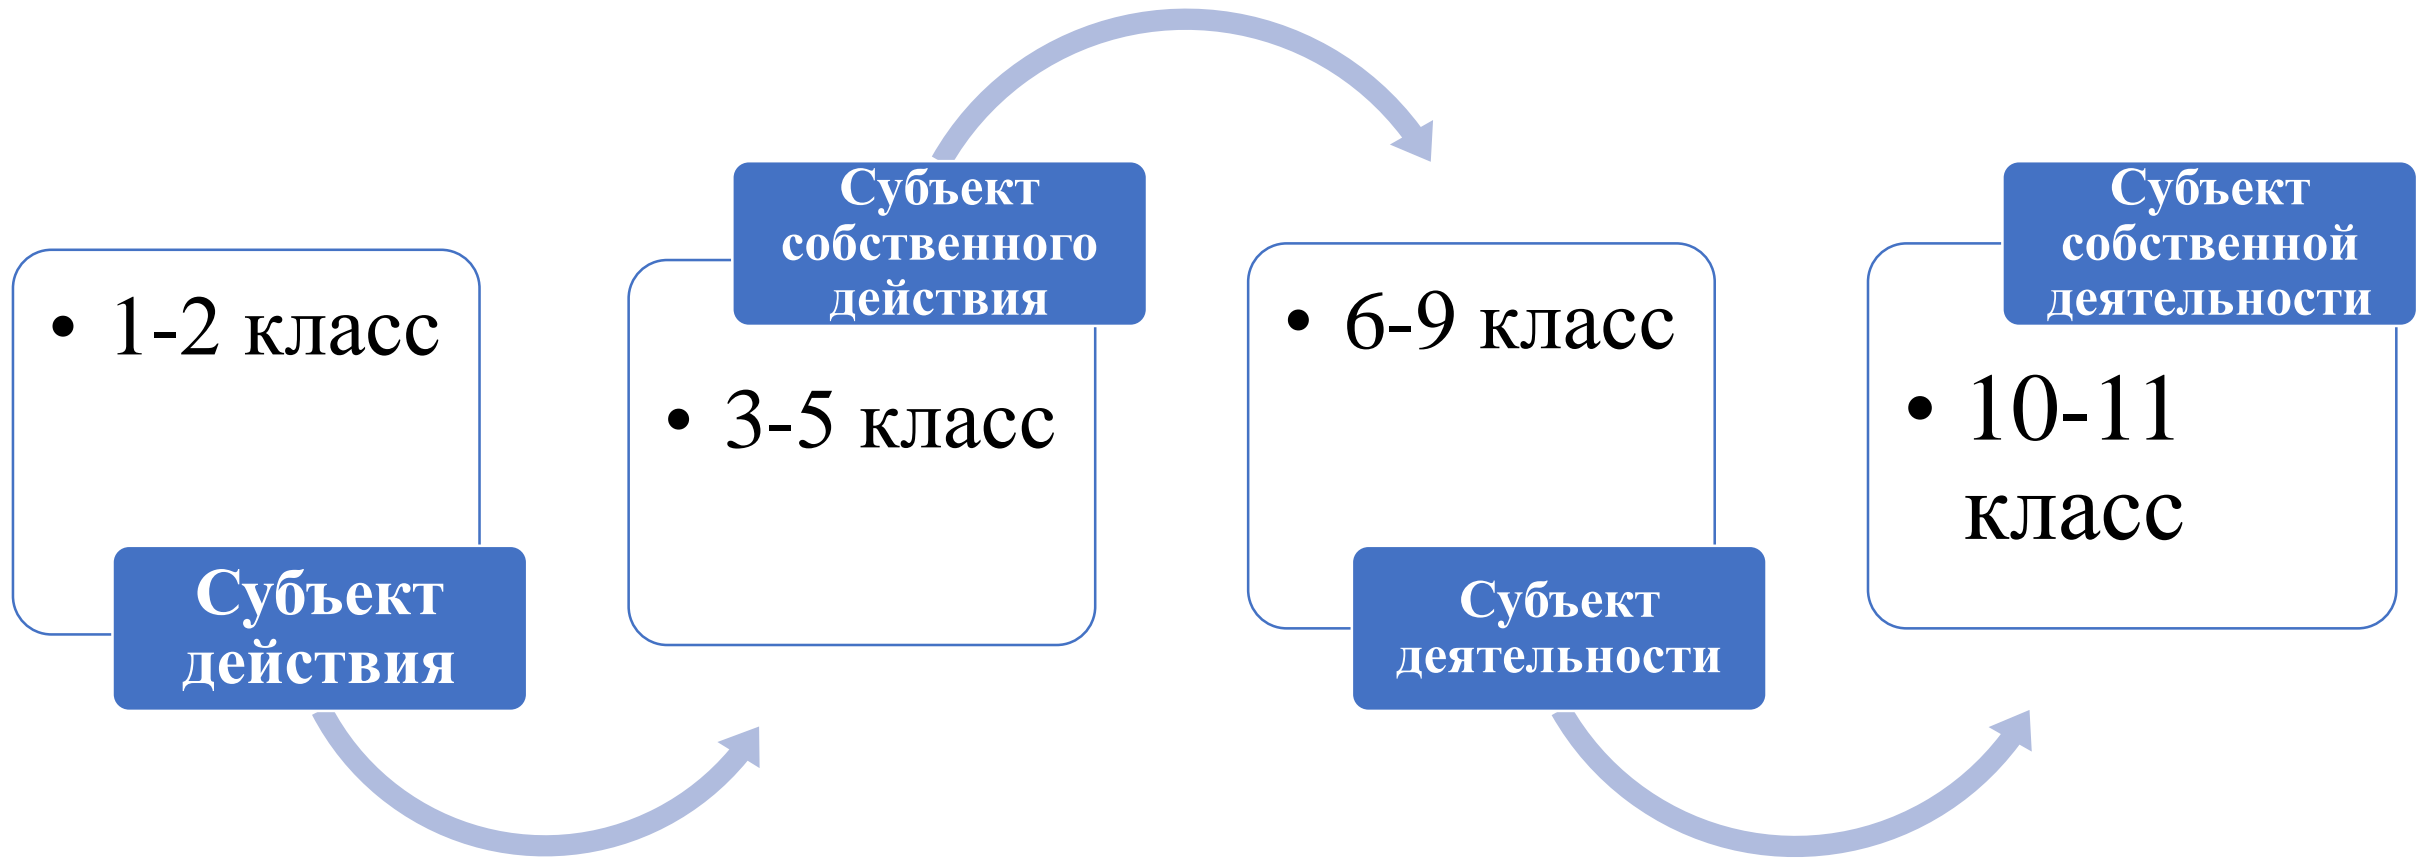 • 1-2 класс
Субъект
действия
Субъект
собственного
действия
• 3-5 класс
• 6-9 класс
Субъект
деятельности
Субъект
собственной
деятельности
• 10-11
класс